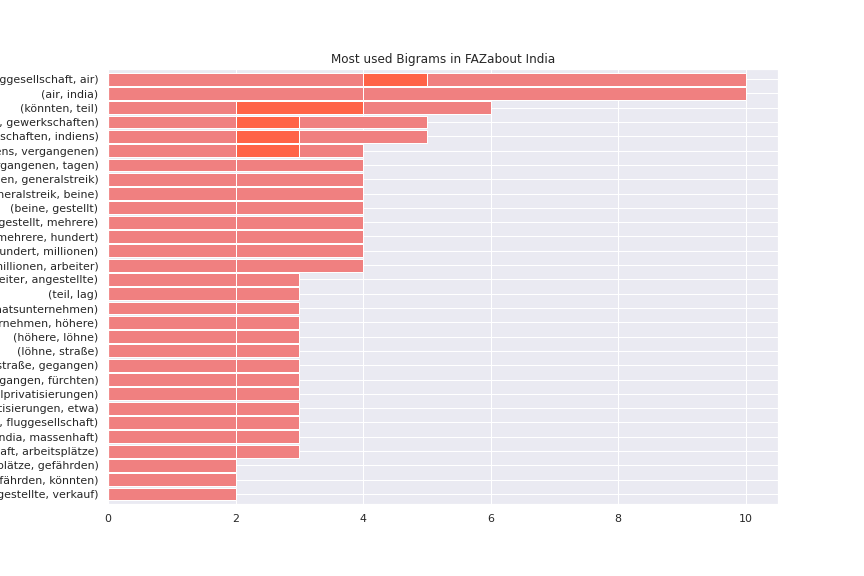 Most used Bigrams in FAZabout India
ggesellschaft, air)
(air, india)
(könnten, teil)
, gewerkschaften)
schaften, indiens)
ens, vergangenen)
rgangenen, tagen)
en, generalstreik)
neralstreik, beine)
(beine, gestellt)
gestellt, mehrere)
mehrere, hundert)
undert, millionen)
illionen, arbeiter)
eiter, angestellte)
(teil, lag)
aatsunternehmen)
rnehmen, höhere)
(höhere, löhne)
(löhne, straße)
straße, gegangen)
gangen, fürchten)
lprivatisierungen)
tisierungen, etwa)
, fluggesellschaft)
ndia, massenhaft)
aft, arbeitsplätze)
plätze, gefährden)
fährden, könnten)
gestellte, verkauf)
0 2 4 6 8 10